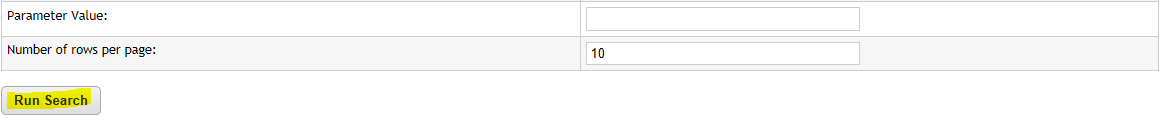 Parameter Value:
Number of rows per page: 10
Run Search